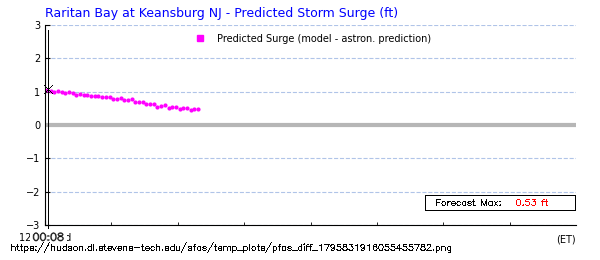 Raritan Bay at Keansburg NJ - Predicted Storm Surge (ft)
3
Predicted Surge (model - astron. prediction)
2
1
0
−1
−2
Forecast Max: 0.53 ft
−3
(ET)
https://hudson.dl.stevens-tech.edu/sfas/temp_plots/pfas_diff_1795831916055455782.png